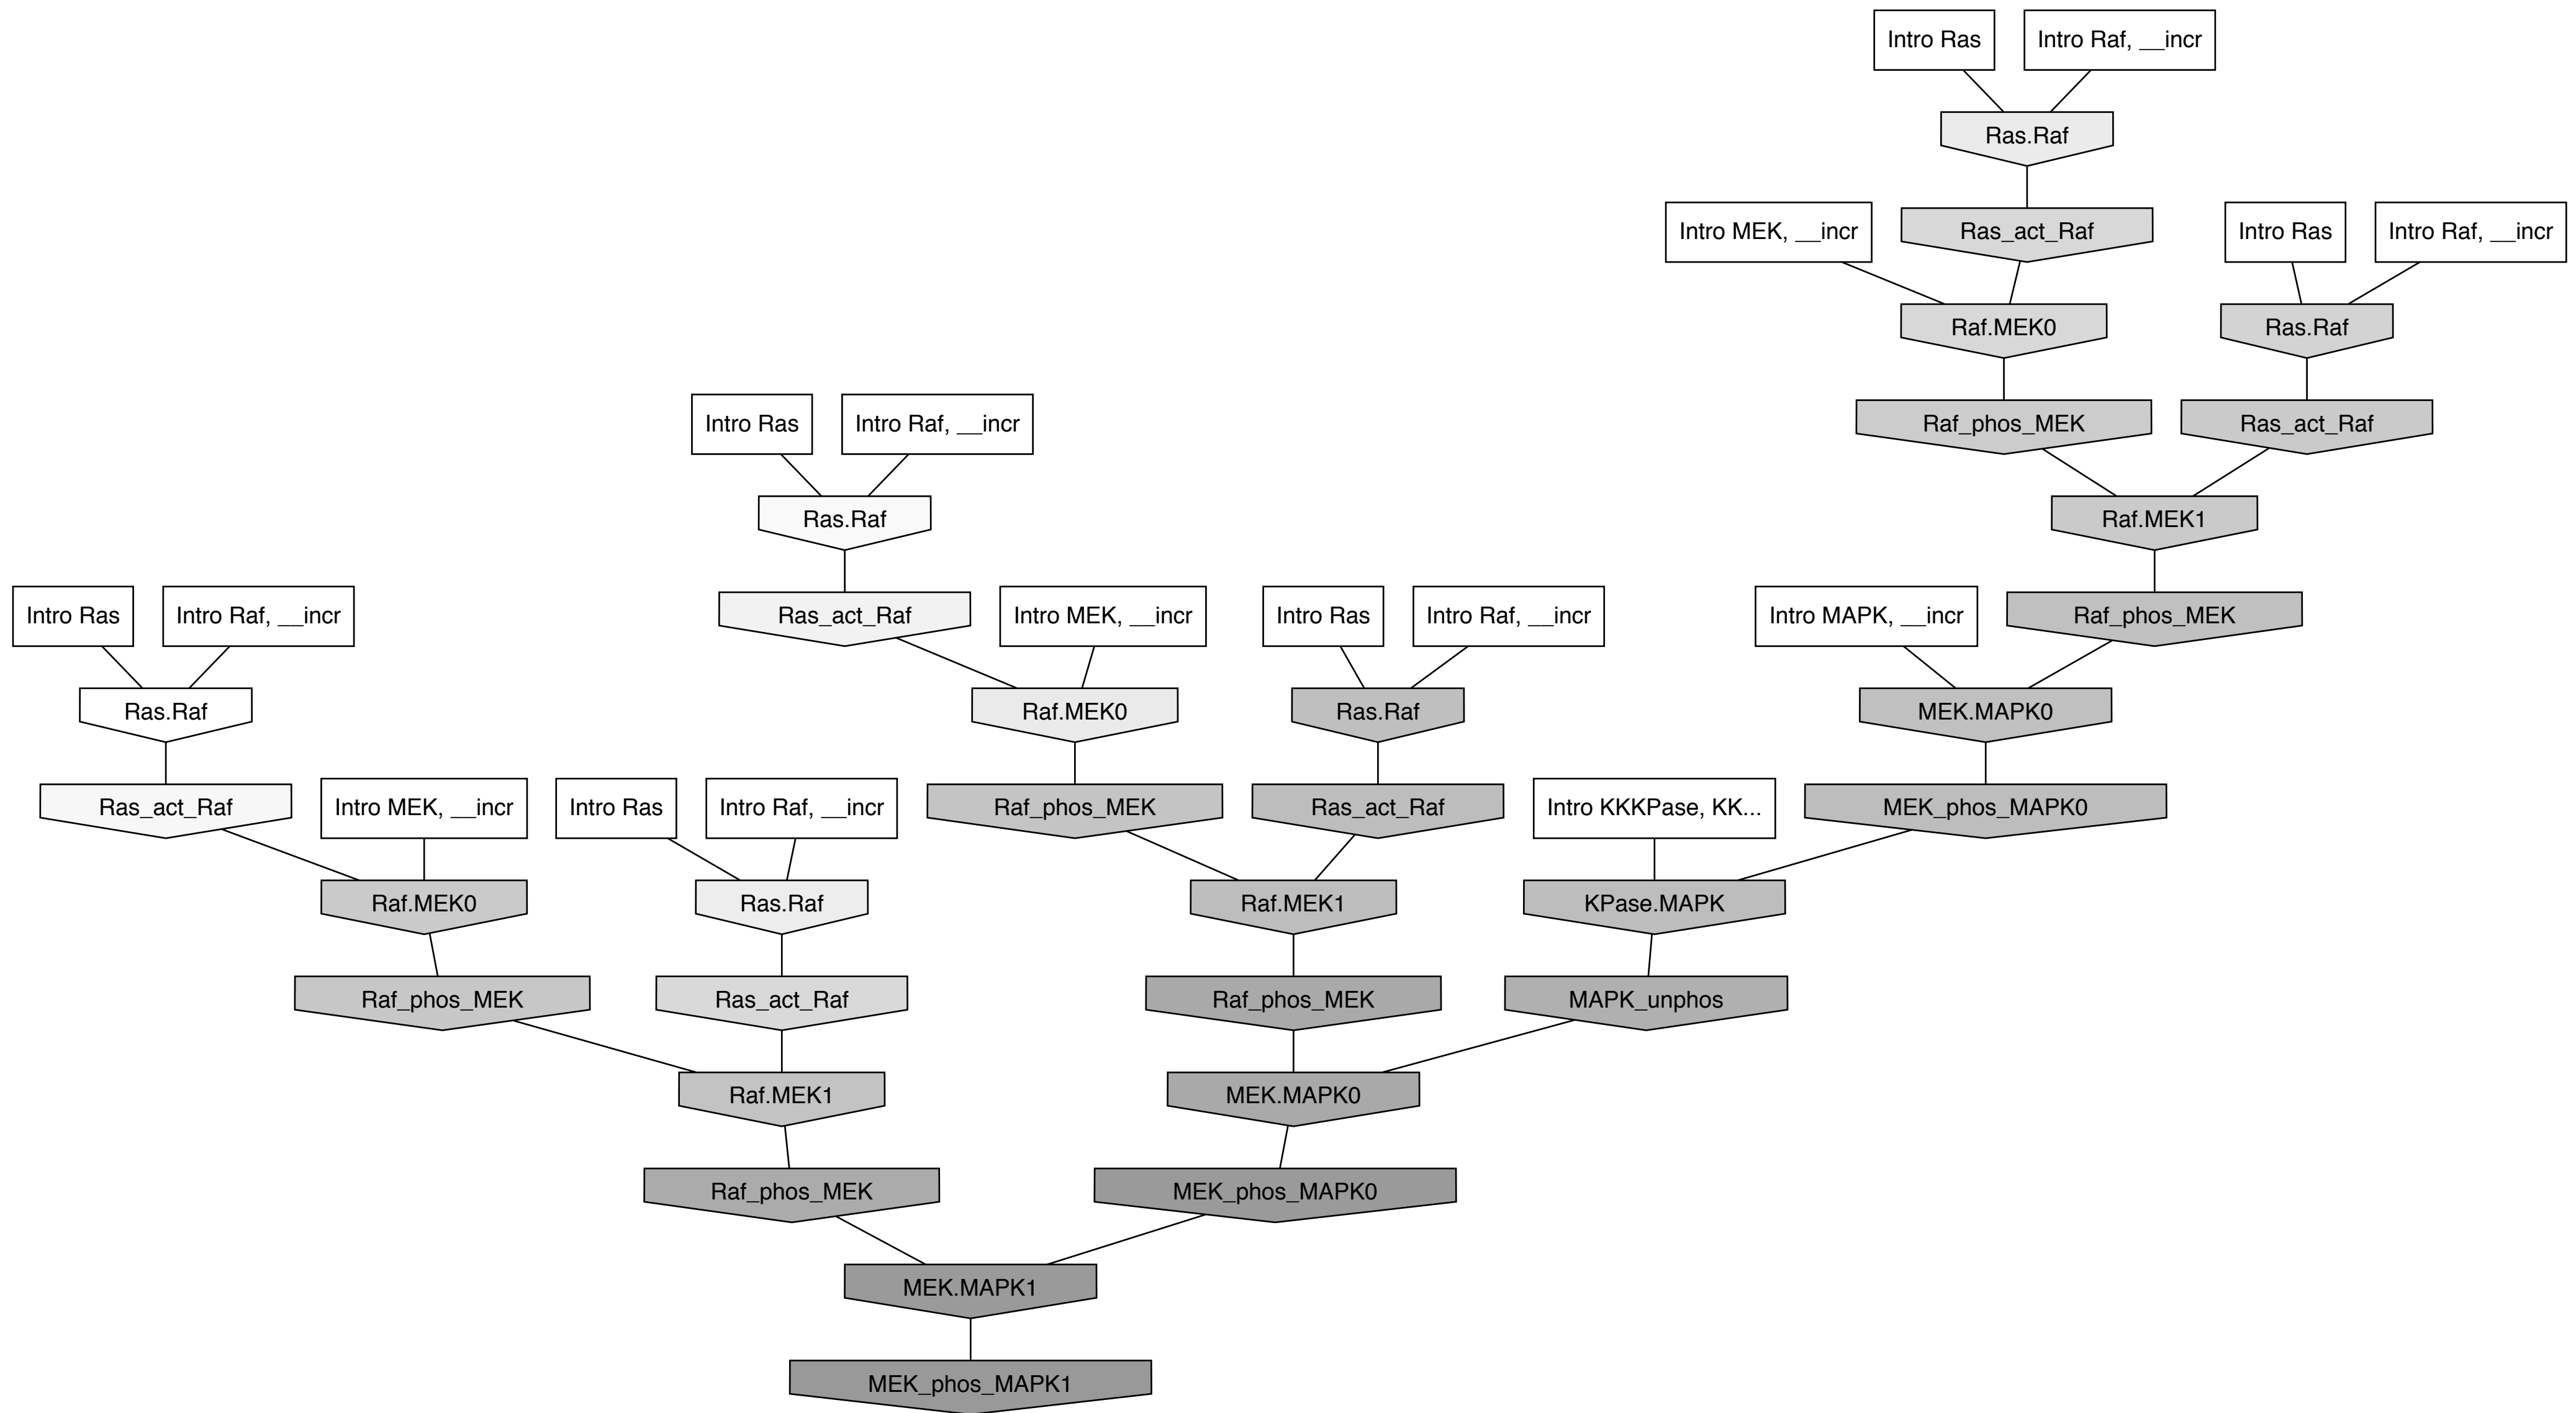 Intro Ras
Intro Raf, __incr
Ras.Raf
Intro MEK, __incr
Ras_act_Raf
Intro Ras
Intro Raf, __incr
Raf.MEK0
Ras.Raf
Intro Ras
Intro Raf, __incr
Raf_phos_MEK
Ras_act_Raf
Ras.Raf
Raf.MEK1
Intro Ras
Intro Raf, __incr
Ras_act_Raf
Intro MEK, __incr
Intro Ras
Intro Raf, __incr
Intro MAPK, __incr
Raf_phos_MEK
Ras.Raf
Raf.MEK0
Ras.Raf
MEK.MAPK0
Ras_act_Raf
Intro MEK, __incr
Intro Ras
Intro Raf, __incr
Raf_phos_MEK
Ras_act_Raf
Intro KKKPase, KK...
MEK_phos_MAPK0
Raf.MEK0
Ras.Raf
Raf.MEK1
KPase.MAPK
Raf_phos_MEK
Ras_act_Raf
Raf_phos_MEK
MAPK_unphos
Raf.MEK1
MEK.MAPK0
Raf_phos_MEK
MEK_phos_MAPK0
MEK.MAPK1
MEK_phos_MAPK1